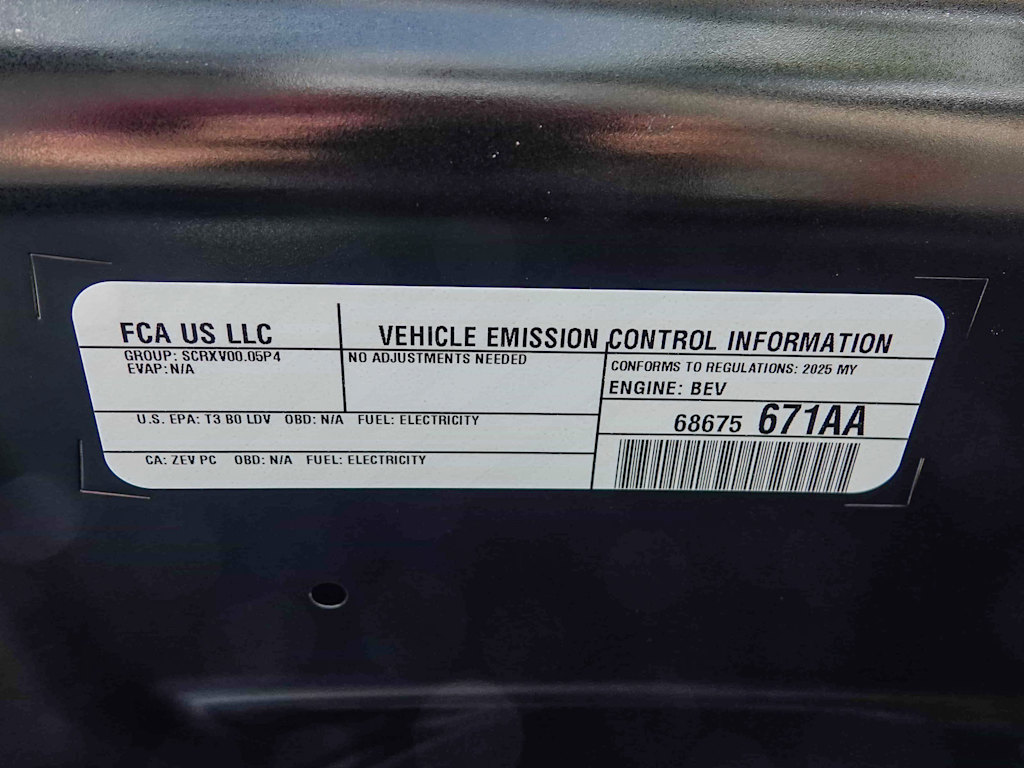 FCA US LLC
VEHICLE EMISSION CONTROL INFORMATION
GROUP: SCRXV00.05P4
EVAP: N/A
NO ADJUSTMENTS NEEDED
CONFORMS TO REGULATIONS: 2025 MY
ENGINE: BEV
U.S. EPA: T3 B0 LDV OBD: N/A FUEL: ELECTRICITY
68675 671AA
CA: ZEV PC OBD: N/A FUEL: ELECTRICITY